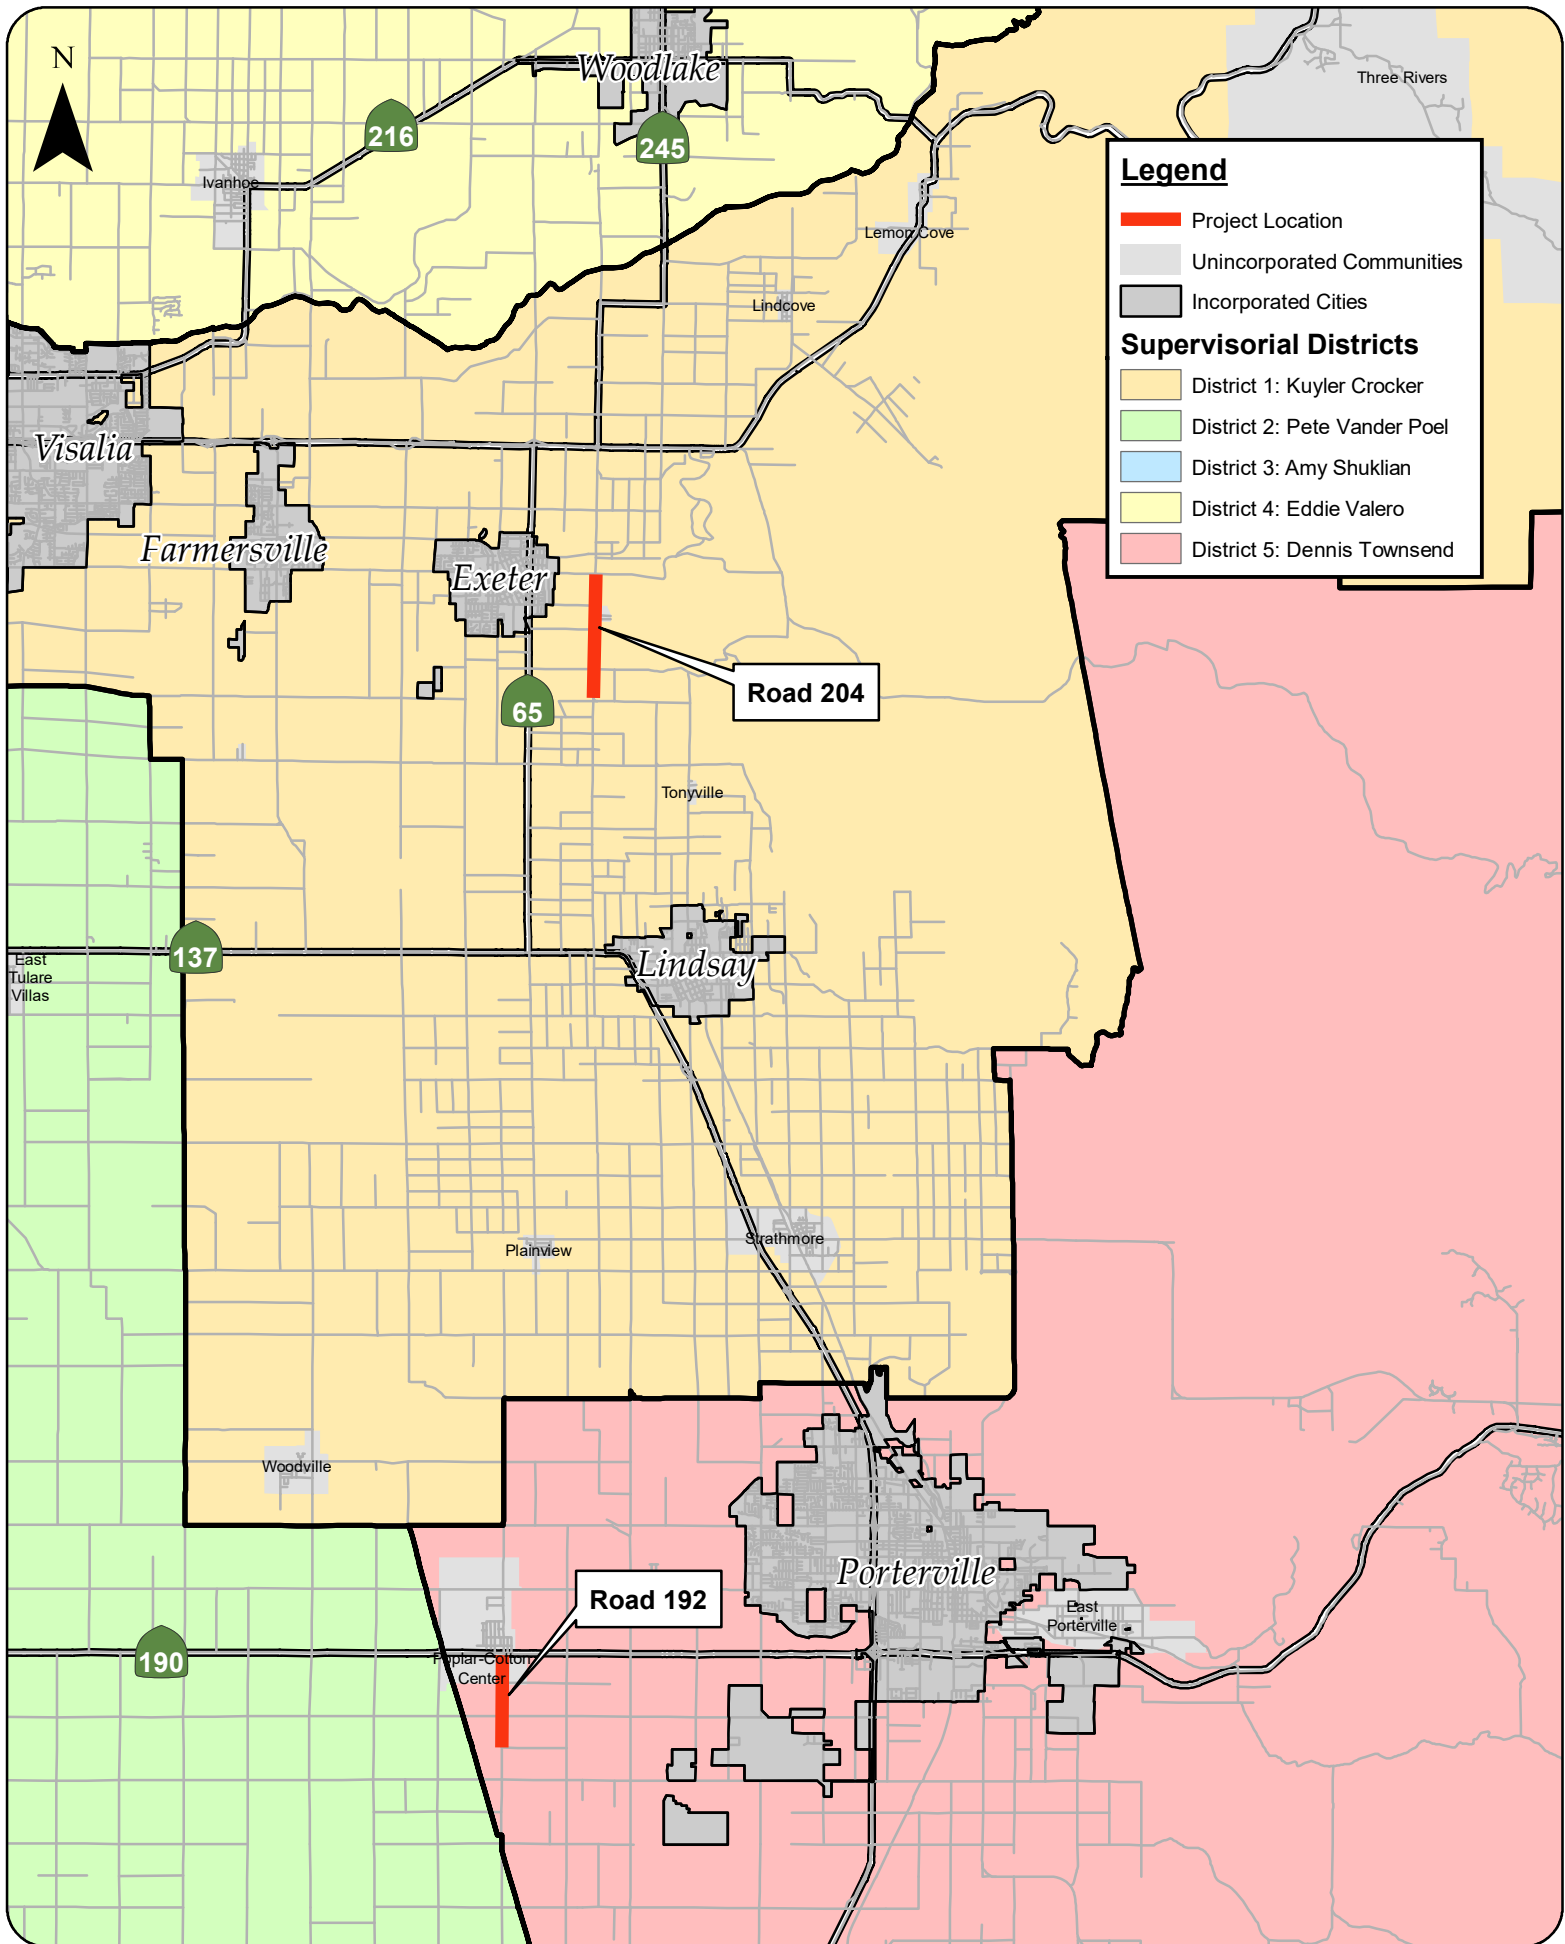 N
Woodlake
Three Rivers
216
245
Ivanhoe
Lemon Cove
Lindcove
Legend
Project Location
Unincorporated Communities
Incorporated Cities
Supervisorial Districts
District 1: Kuyler Crocker
District 2: Pete Vander Poel
District 3: Amy Shuklian
District 4: Eddie Valero
District 5: Dennis Townsend
Visalia
Farmersville
Exeter
Road 204
65
Tonyville
137
East
Tulare
Villas
Lindsay
Plainview
Strathmore
Woodville
Porterville
Road 192
East
Porterville
190
Poplar-Cotton
Center